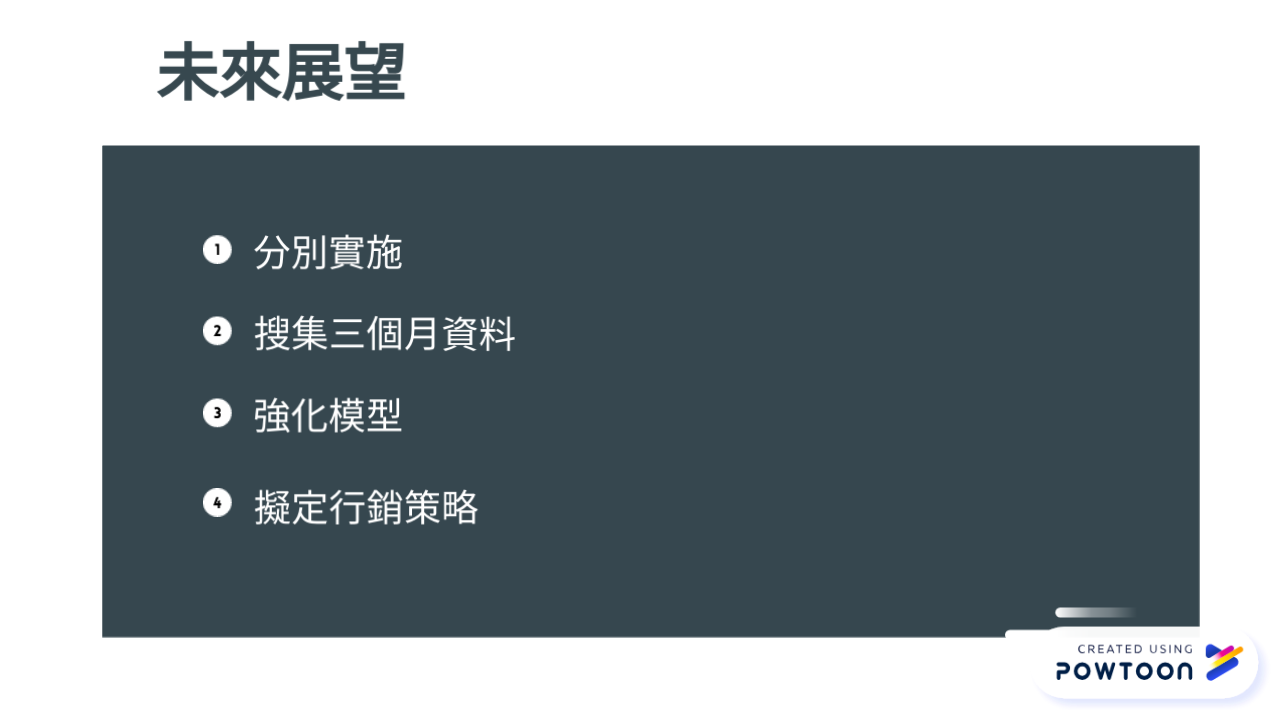 未來展望
1 分別實施
2 搜集三個月資料
3 強化模型
4 擬定行銷策略
CREATED USING
POWTOON